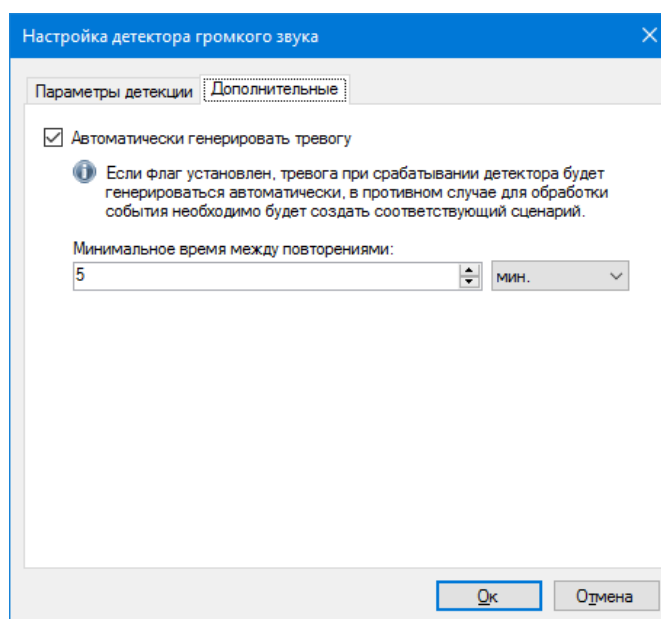 Настройка детектора громкого звука
Параметры детекции Дополнительные
Автоматически генерировать тревогу
Если флаг установлен, тревога при срабатывании детектора будет
генерироваться автоматически, в противном случае для обработки
события необходимо будет создать соответствующий сценарий.
Минимальное время между повторениями:
5 мин.
Ок Отмена